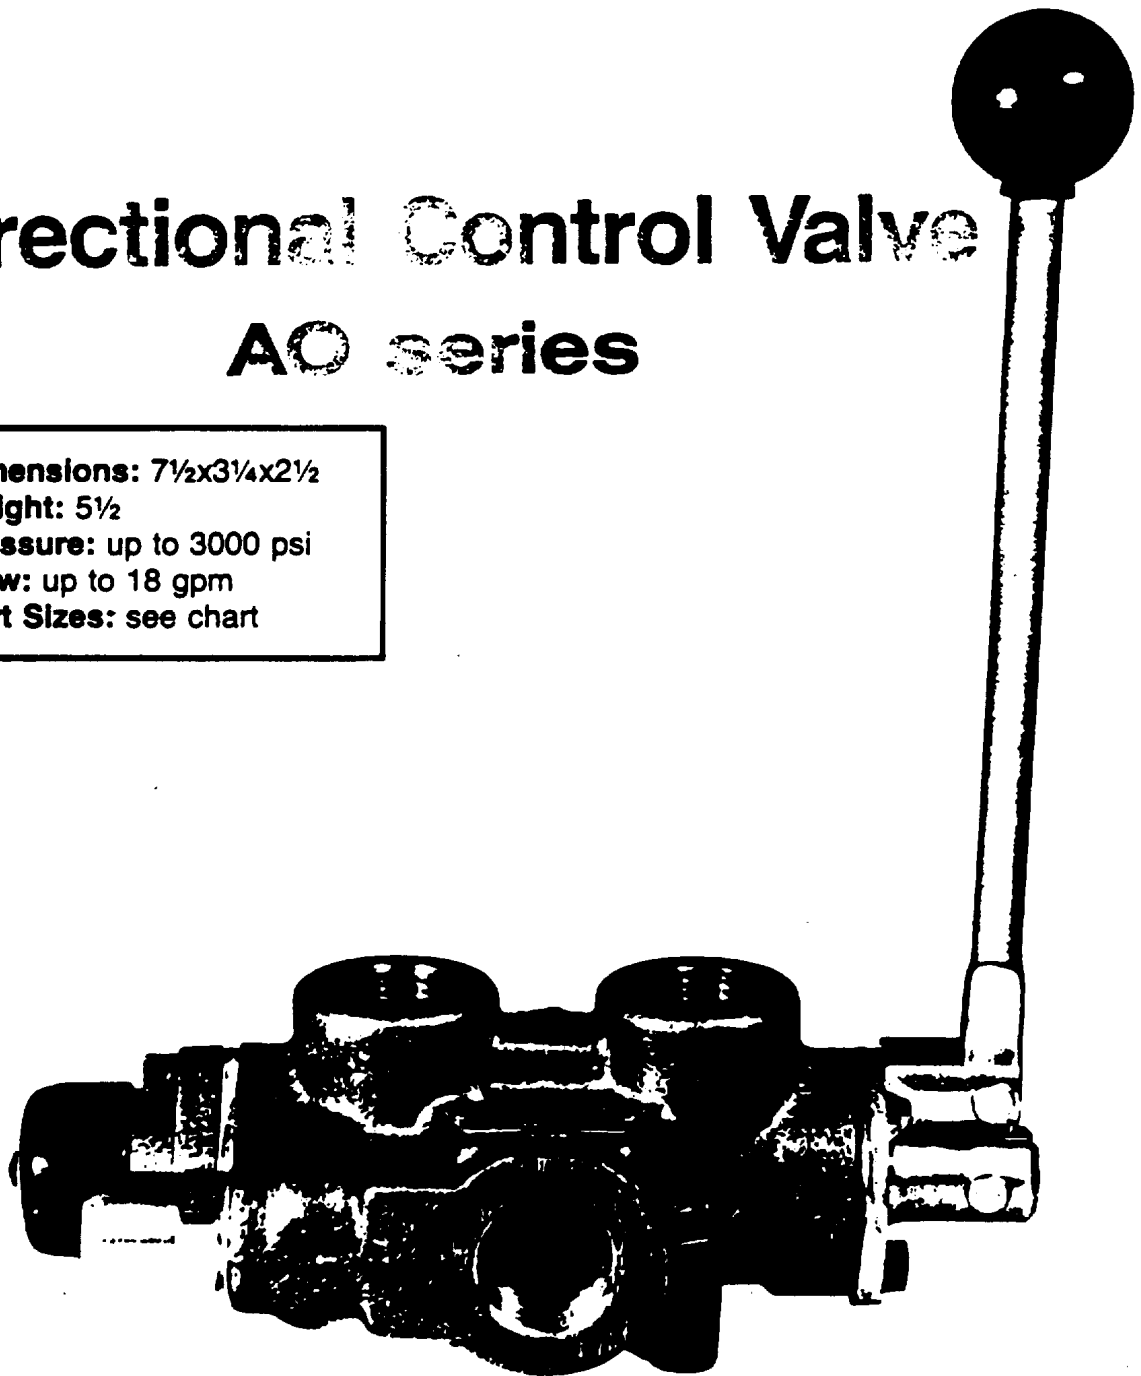 rectional Control Valve
AO series
nensions: 7½x3¼x2½
ight: 5½
ssure: up to 3000 psi
w: up to 18 gpm
rt Sizes: see chart